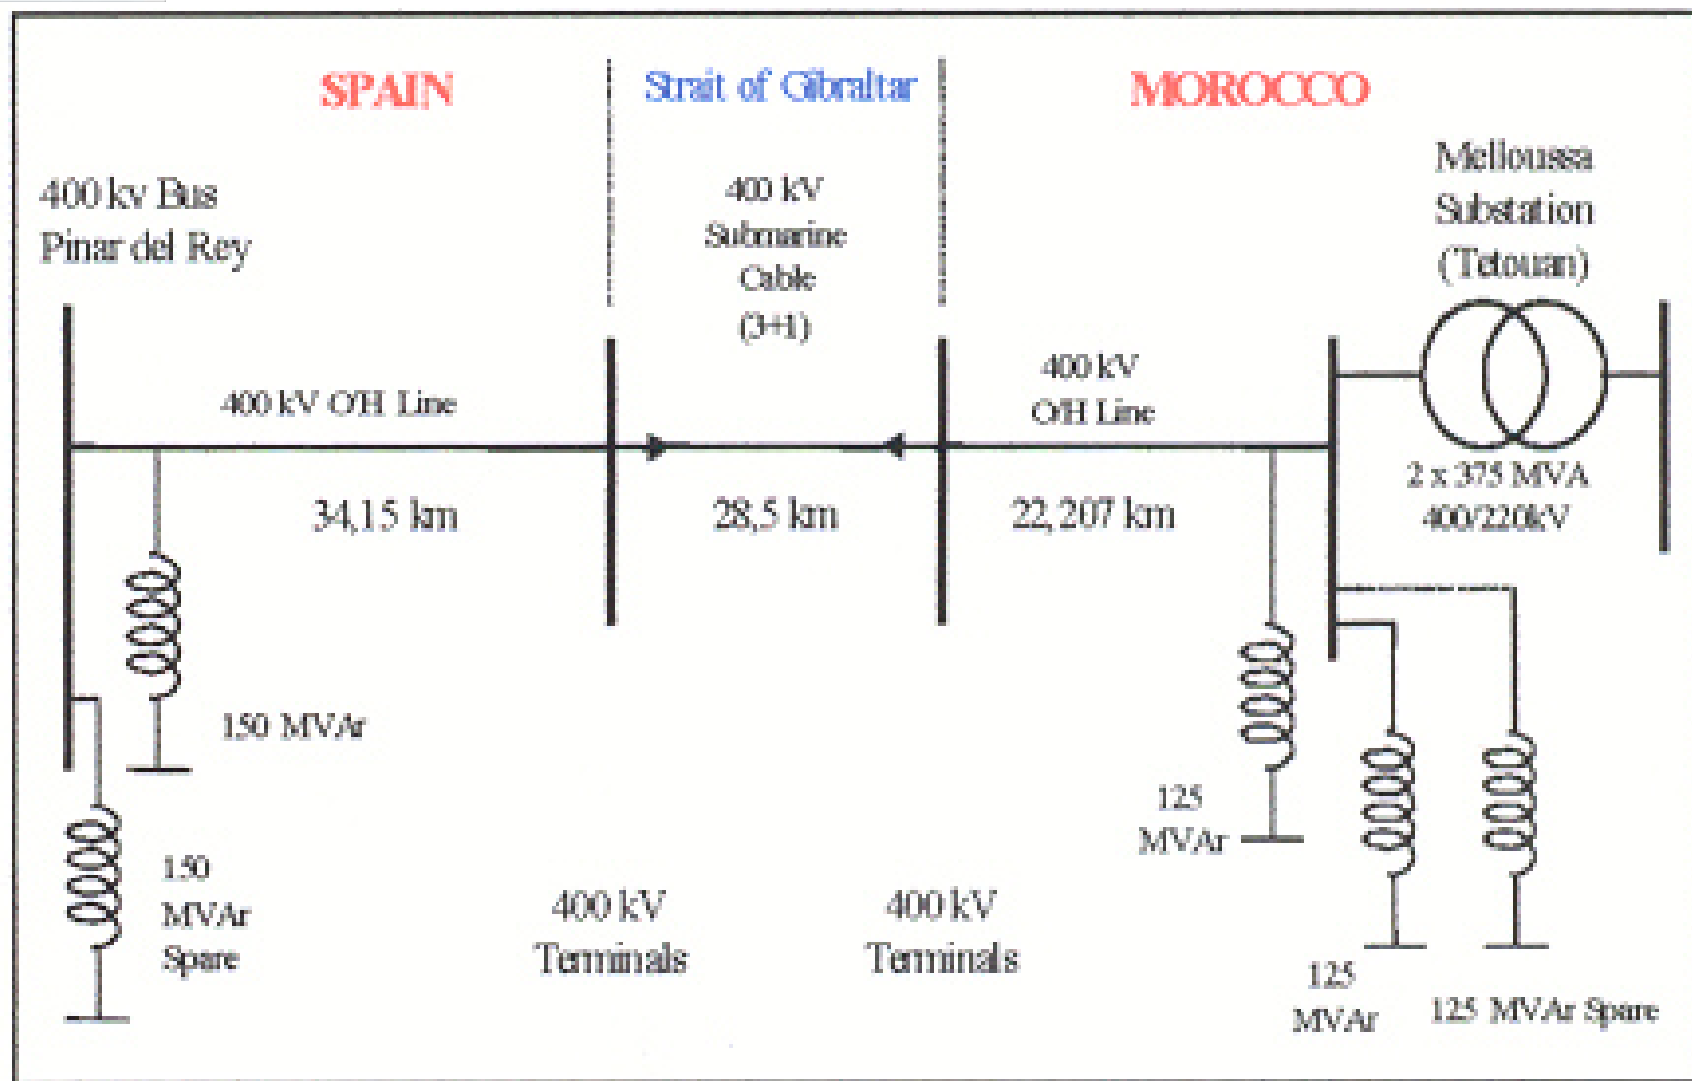 SPAIN
Strait of Gibraltar
MOROCCO
400 kv Bus
Pinar del Rey
400 kV
Submarine
Cable
(3+1)
Melloussa
Substation
(Tetouan)
400 kV O/H Line
400 kV
O/H Line
34,15 km
28,5 km
22,207 km
2 x 375 MVA
400/220kV
150 MVAr
150
MVAr
Spare
400 kV
Terminals
400 kV
Terminals
125
MVAr
125
MVAr
125 MVAr Spare